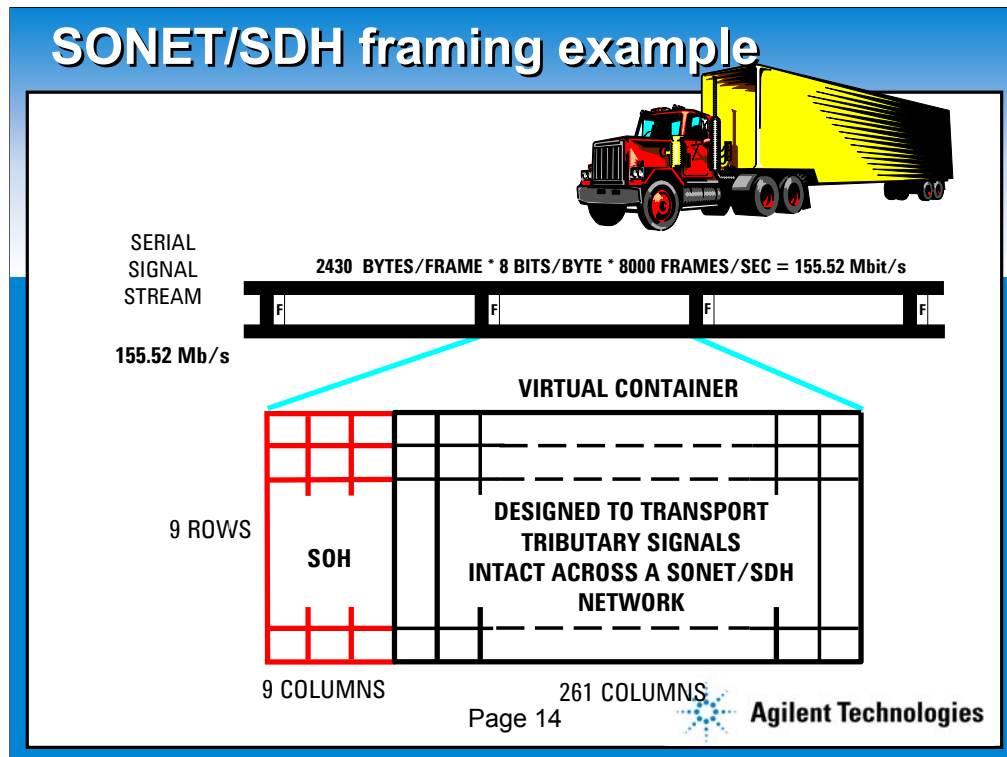 SONET/SDH framing example
SERIAL
SIGNAL
STREAM
2430 BYTES/FRAME * 8 BITS/BYTE * 8000 FRAMES/SEC = 155.52 Mbit/s
F
F
F
F
155.52 Mb/s
VIRTUAL CONTAINER
9 ROWS
SOH
DESIGNED TO TRANSPORT
TRIBUTARY SIGNALS
INTACT ACROSS A SONET/SDH
NETWORK
9 COLUMNS
261 COLUMNS
Page 14
Agilent Technologies